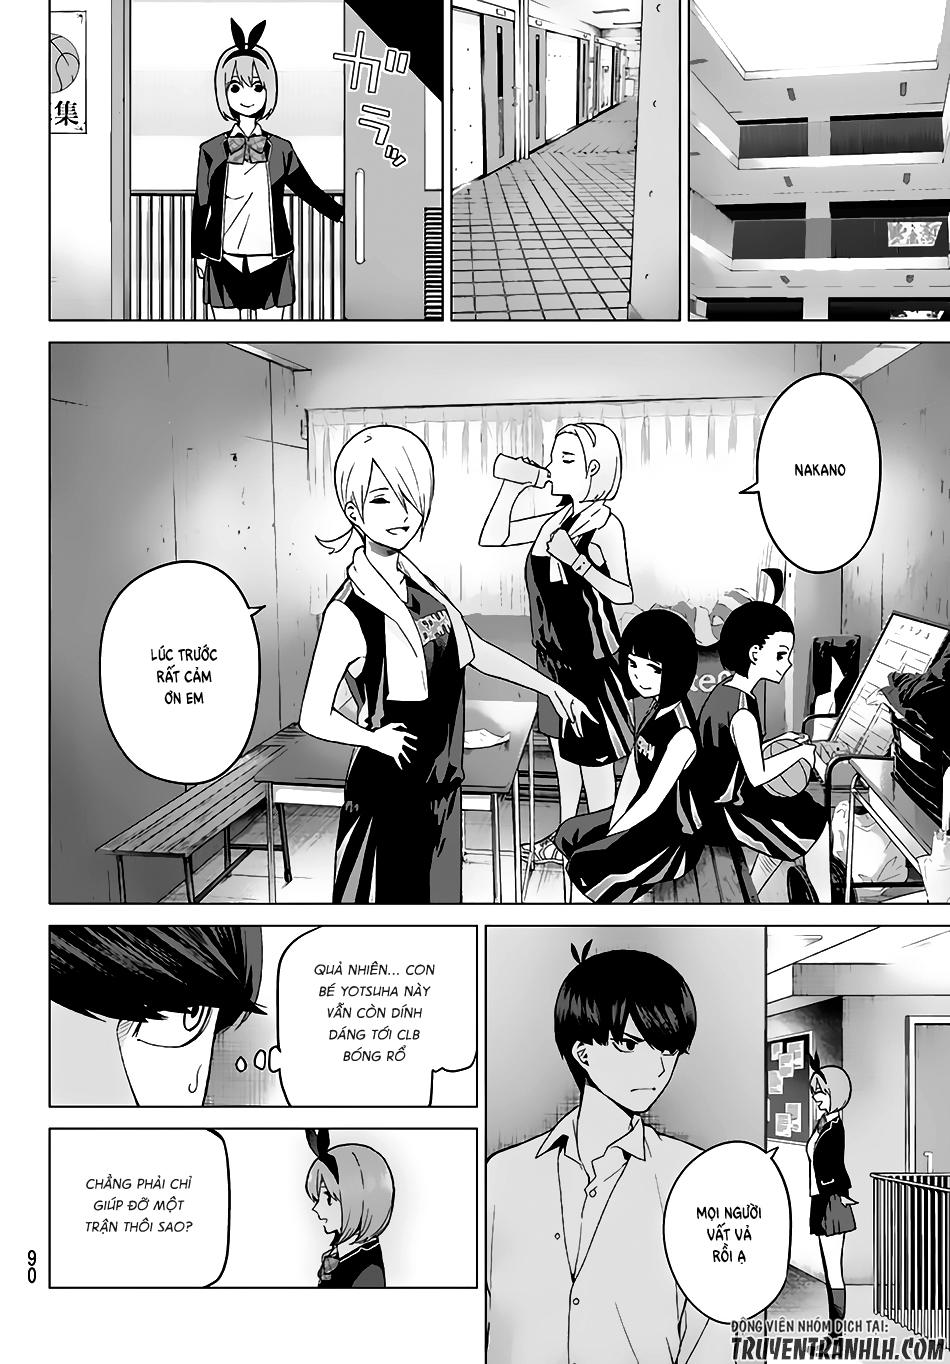 集
ガラッ
NAKANO
LÚC TRƯỚC
RẤT CẢM
ƠN EM
MỌI NGƯỜI
VẤT VẢ
RỒI Ạ
QUẢ NHIÊN... CON
BÉ YOTSUHA NÀY
VẪN CÒN DÍNH
DÁNG TỚI CLB
BÓNG RỔ
CHẲNG PHẢI CHỈ
GIÚP ĐỠ MỘT
TRẬN THÔI SAO?
90
ĐỘNG VIÊN NHÓM DỊCH TẠI:
TRUYENTRANHLH.COM